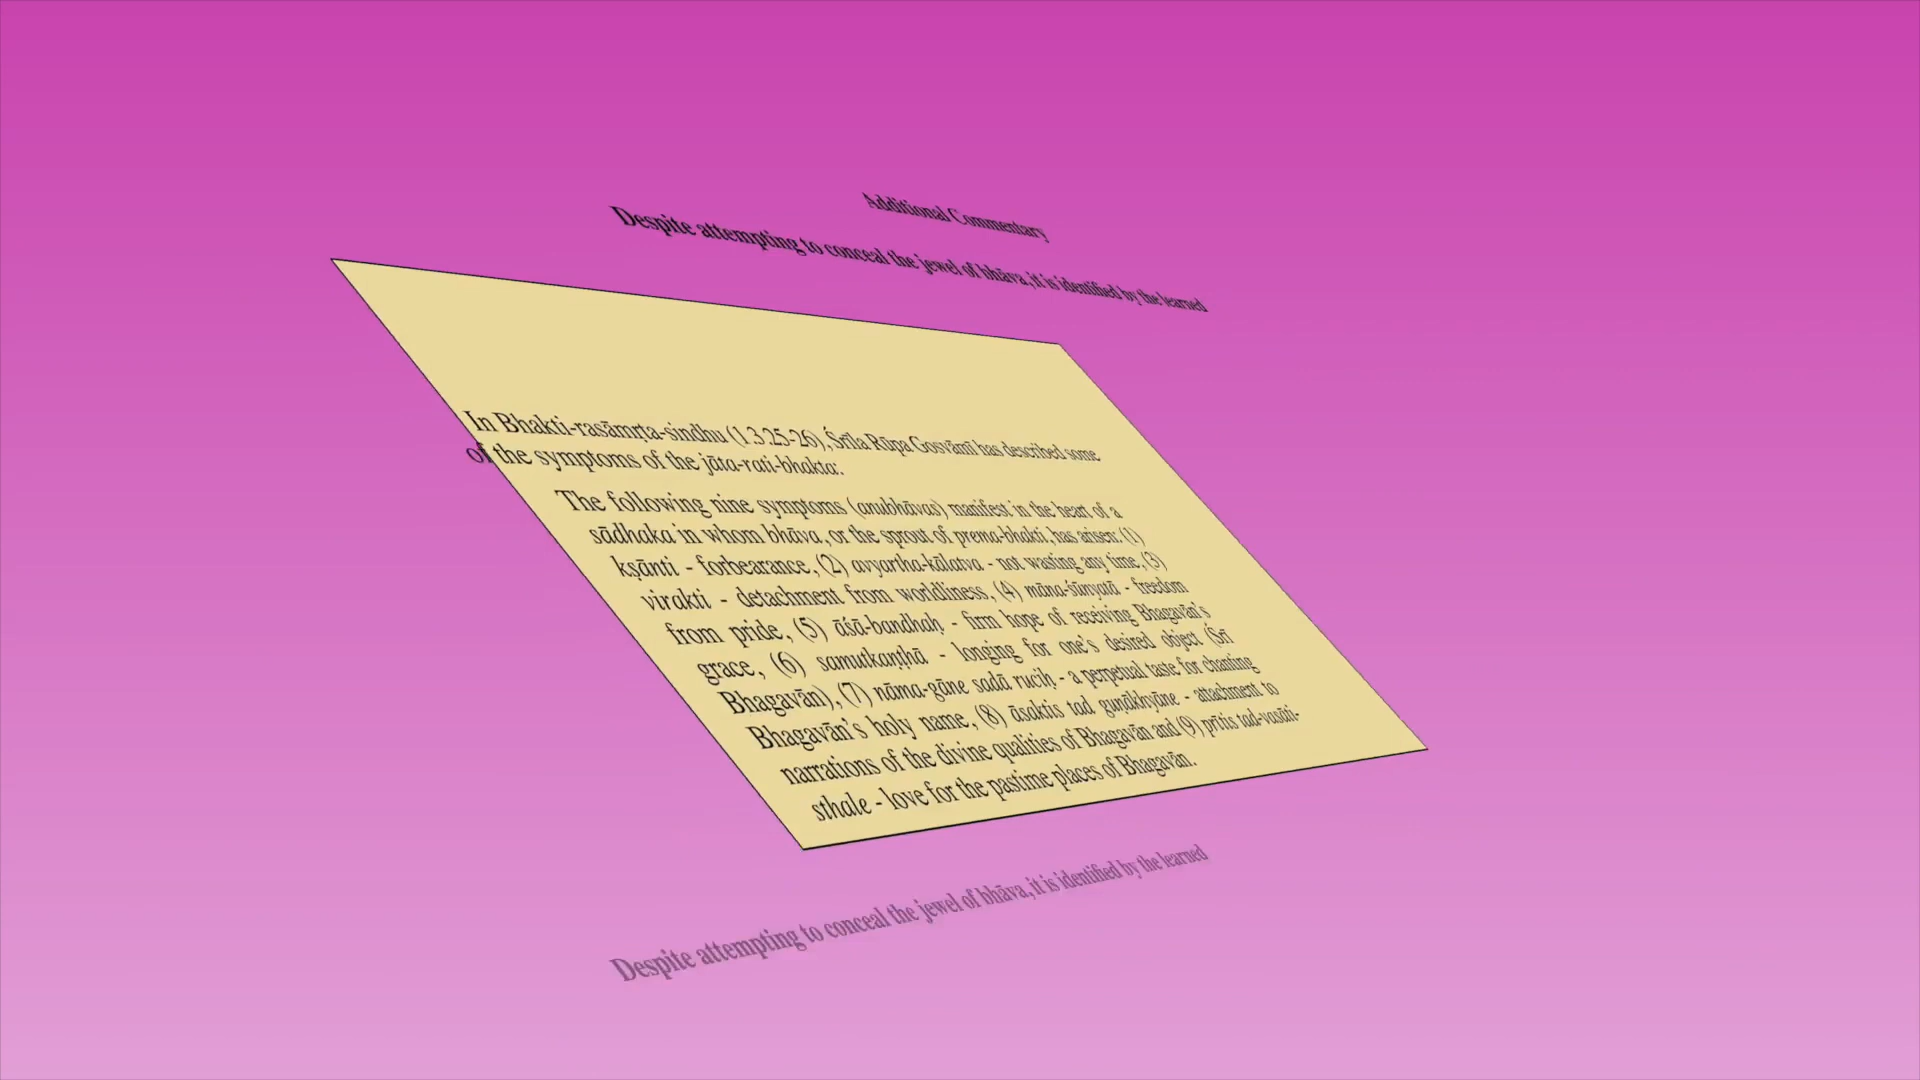 Additional Commentary
Despite attempting to conceal the jewel of bhāva, it is identified by the learned
In Bhakti-rasāmṛta-sindhu (1.3.25-26), Śrīla Rūpa Gosvāmī has described some
of the symptoms of the jāta-rati-bhakta:
The following nine symptoms (anubhāvas) manifest in the heart of a
sādhaka in whom bhāva, or the sprout of prema-bhakti, has arisen: (1)
kṣānti - forbearance, (2) avyartha-kālatva - not wasting any time, (3)
virakti - detachment from worldliness, (4) māna-śūnyatā - freedom
from pride, (5) āśā-bandhaḥ - firm hope of receiving Bhagavān's
grace, (6) samutkaṇṭhā - longing for one's desired object (Śrī
Bhagavān), (7) nāma-gāne sadā ruciḥ - a perpetual taste for chanting
Bhagavān's holy name, (8) āsaktis tad guṇākhyāne - attachment to
narrations of the divine qualities of Bhagavān and (9) prītis tad-vasāti-
sthale - love for the pastime places of Bhagavān.
Despite attempting to conceal the jewel of bhāva, it is identified by the learned